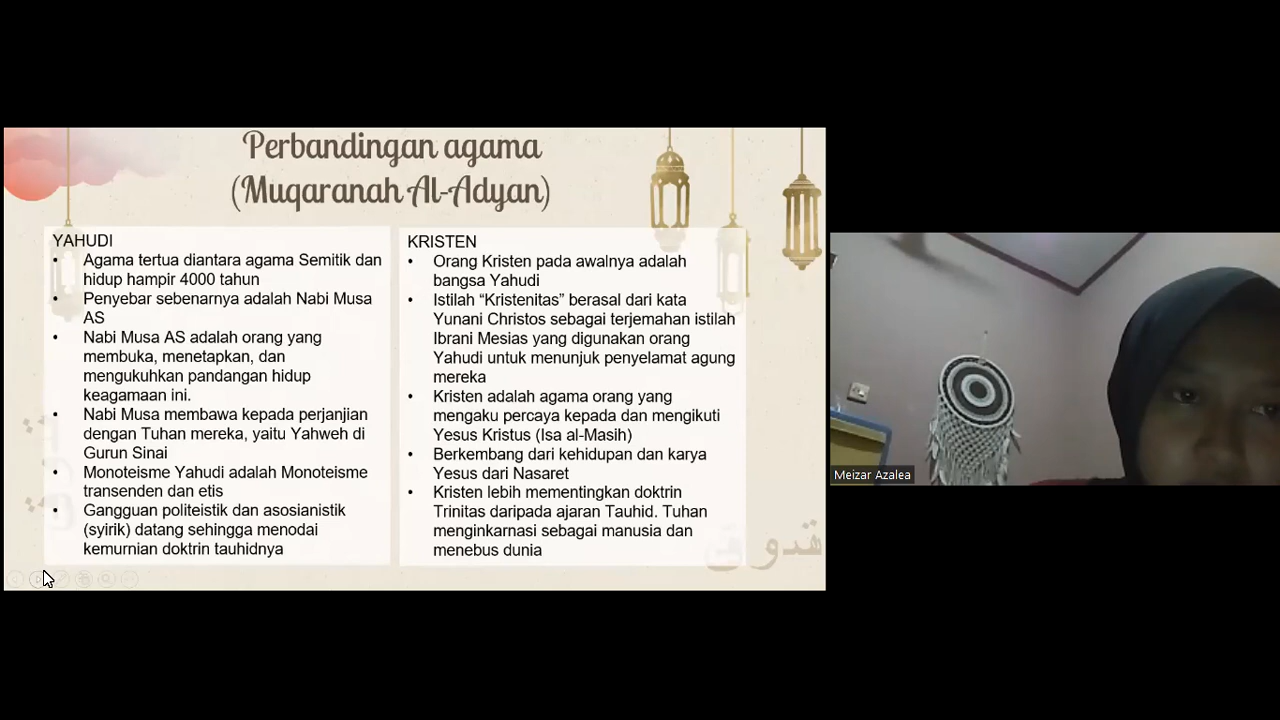 Perbandingan agama
(Muqaranah Al-Adyan)
YAHUDI
• Agama tertua diantara agama Semitik dan
hidup hampir 4000 tahun
• Penyebar sebenarnya adalah Nabi Musa
AS
• Nabi Musa AS adalah orang yang
membuka, menetapkan, dan
mengukuhkan pandangan hidup
keagamaan ini.
• Nabi Musa membawa kepada perjanjian
dengan Tuhan mereka, yaitu Yahweh di
Gurun Sinai
• Monoteisme Yahudi adalah Monoteisme
transenden dan etis
• Gangguan politeistik dan asosianistik
(syirik) datang sehingga menodai
kemurnian doktrin tauhidnya
KRISTEN
• Orang Kristen pada awalnya adalah
bangsa Yahudi
• Istilah “Kristenitas” berasal dari kata
Yunani Christos sebagai terjemahan istilah
Ibrani Mesias yang digunakan orang
Yahudi untuk menunjuk penyelamat agung
mereka
• Kristen adalah agama orang yang
mengaku percaya kepada dan mengikuti
Yesus Kristus (Isa al-Masih)
• Berkembang dari kehidupan dan karya
Yesus dari Nasaret
• Kristen lebih mementingkan doktrin
Trinitas daripada ajaran Tauhid. Tuhan
menginkarnasi sebagai manusia dan
menebus dunia
Meizar Azalea